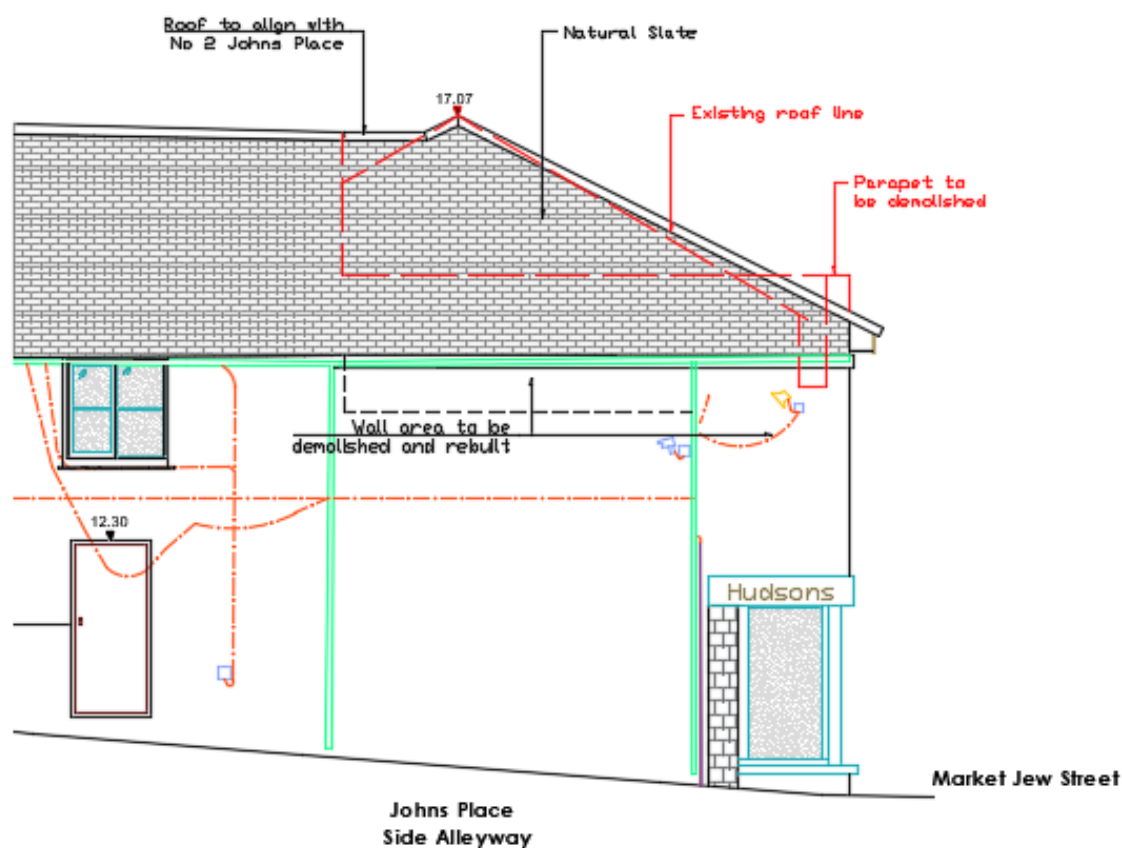 Roof to align with
No 2 Johns Place
Natural Slate
17.07
Existing roof line
Parapet to
be demolished
Wall area to be
demolished and rebuilt
12.30
Hudsons
Market Jew Street
Johns Place
Side Alleyway